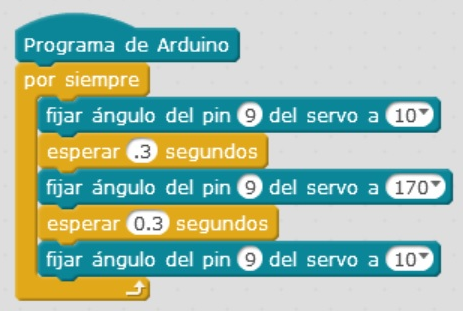 Programa de Arduino
por siempre
fijar ángulo del pin 9 del servo a 10
esperar .3 segundos
fijar ángulo del pin 9 del servo a 170
esperar 0.3 segundos
fijar ángulo del pin 9 del servo a 10